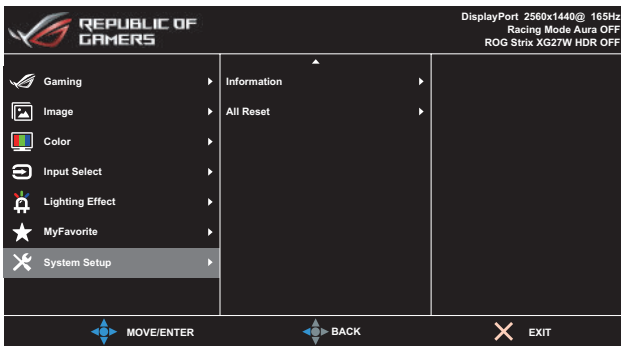 REPUBLIC OF
GAMERS
DisplayPort 2560x1440@ 165Hz
Racing Mode Aura OFF
ROG Strix XG27W HDR OFF
Gaming
Image
Color
Input Select
Lighting Effect
MyFavorite
System Setup
Information
All Reset
MOVE/ENTER
BACK
EXIT